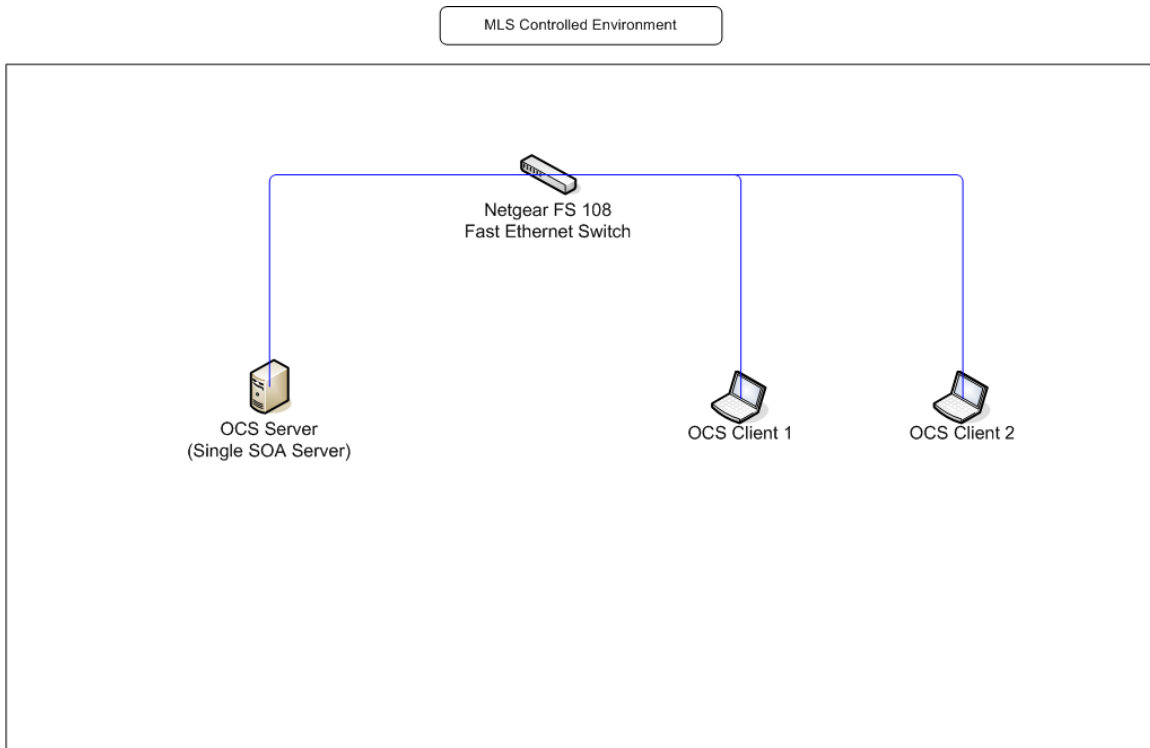 MLS Controlled Environment
Netgear FS 108
Fast Ethernet Switch
OCS Server
(Single SOA Server)
OCS Client 1
OCS Client 2